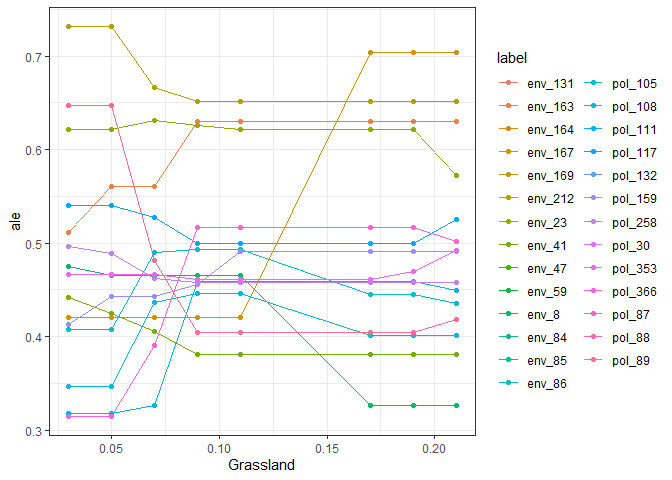 0.7
0.6
0.5
0.4
0.3
ale
0.05
0.10
0.15
0.20
Grassland
label
env_131
env_163
env_164
env_167
env_169
env_212
env_23
env_41
env_47
env_59
env_8
env_84
env_85
env_86
pol_105
pol_108
pol_111
pol_117
pol_132
pol_159
pol_258
pol_30
pol_353
pol_366
pol_87
pol_88
pol_89